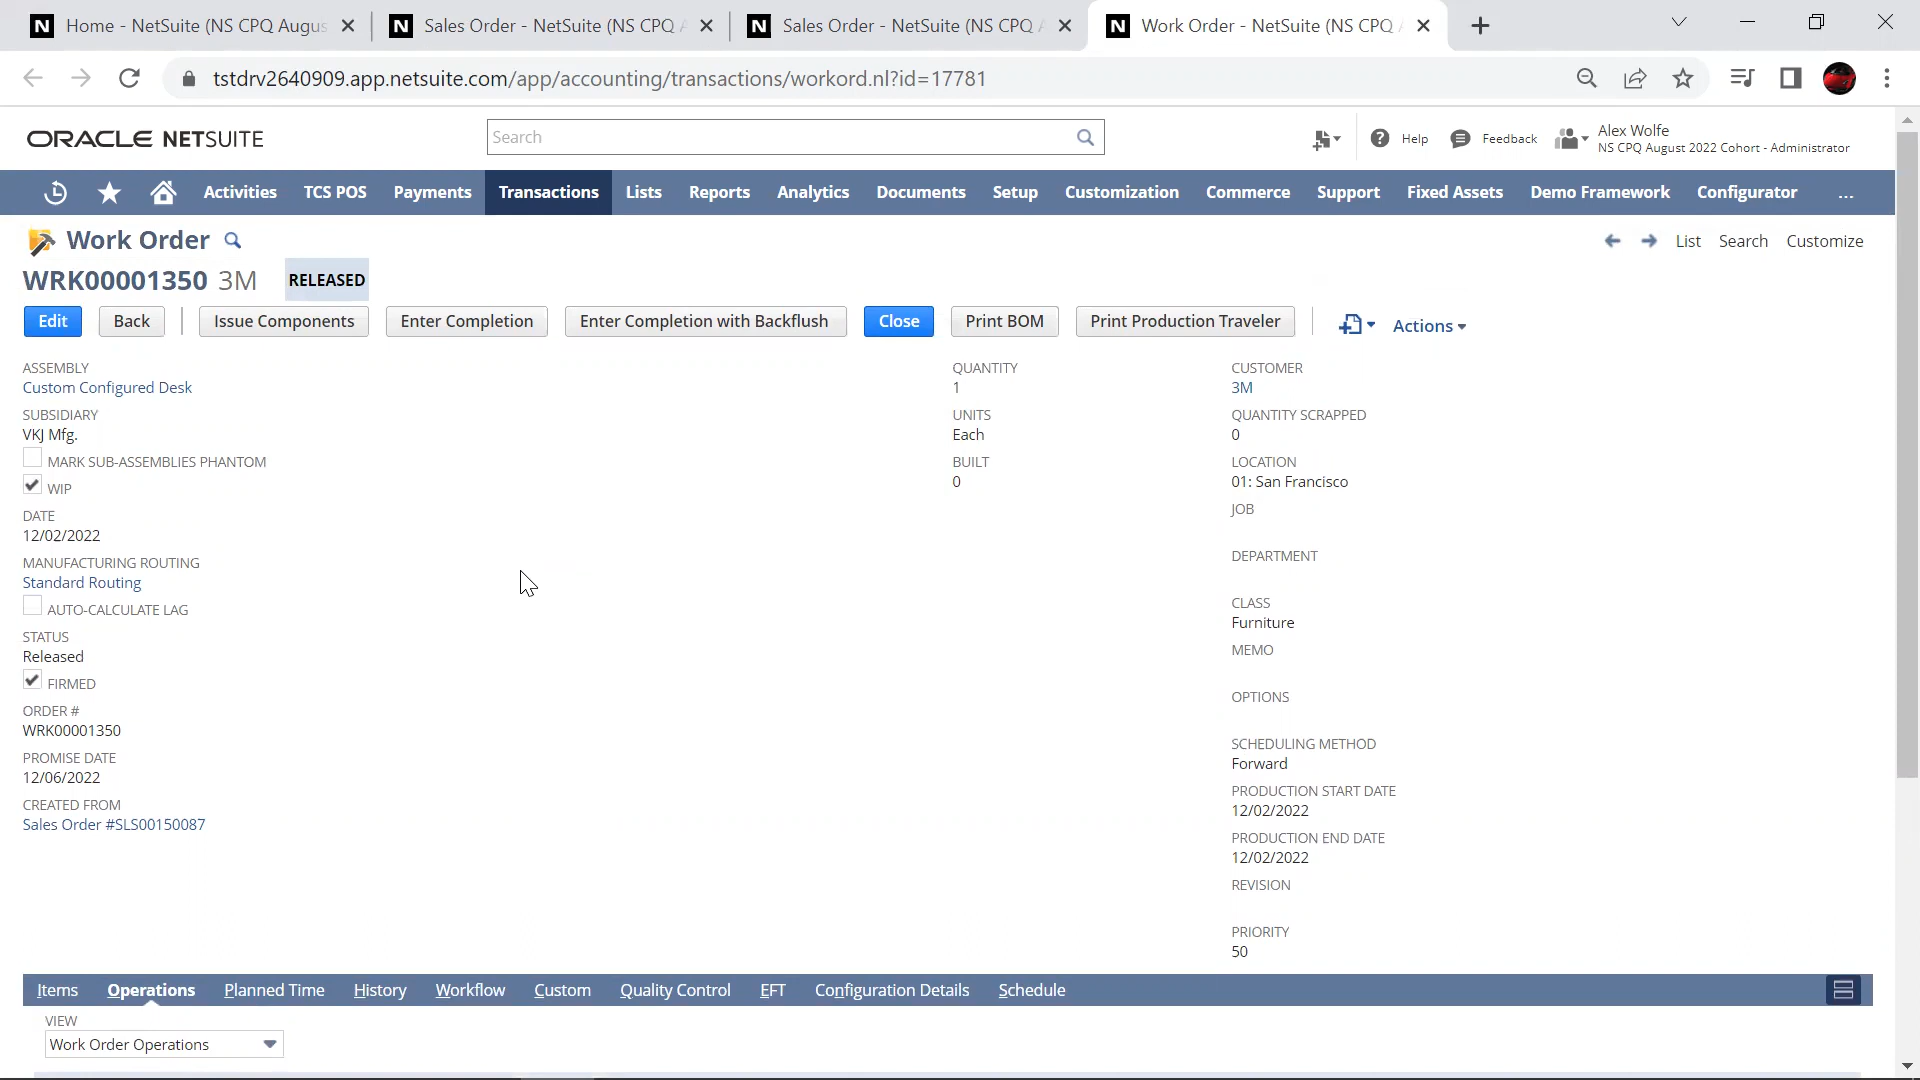 N Home - NetSuite (NS CPQ Augus
N Sales Order - NetSuite (NS CPQ
N Sales Order - NetSuite (NS CPQ
N Work Order - NetSuite (NS CPQ
tstdrv2640909.app.netsuite.com/app/accounting/transactions/workord.nl?id=17781
ORACLE NETSUITE
Search
Help
Feedback
Alex Wolfe
NS CPQ August 2022 Cohort - Administrator
Activities TCS POS Payments Transactions Lists Reports Analytics Documents Setup Customization Commerce Support Fixed Assets Demo Framework Configurator ...
Work Order
List Search Customize
WRK00001350 3M RELEASED
Edit Back Issue Components Enter Completion Enter Completion with Backflush Close Print BOM Print Production Traveler Actions
ASSEMBLY
Custom Configured Desk
SUBSIDIARY
VKJ Mfg.
MARK SUB-ASSEMBLIES PHANTOM
WIP
DATE
12/02/2022
MANUFACTURING ROUTING
Standard Routing
AUTO-CALCULATE LAG
STATUS
Released
FIRMED
ORDER #
WRK00001350
PROMISE DATE
12/06/2022
CREATED FROM
Sales Order #SLS00150087
QUANTITY
1
UNITS
Each
BUILT
0
CUSTOMER
3M
QUANTITY SCRAPPED
0
LOCATION
01: San Francisco
JOB
DEPARTMENT
CLASS
Furniture
MEMO
OPTIONS
SCHEDULING METHOD
Forward
PRODUCTION START DATE
12/02/2022
PRODUCTION END DATE
12/02/2022
REVISION
PRIORITY
50
Items Operations Planned Time History Workflow Custom Quality Control EFT Configuration Details Schedule
VIEW
Work Order Operations